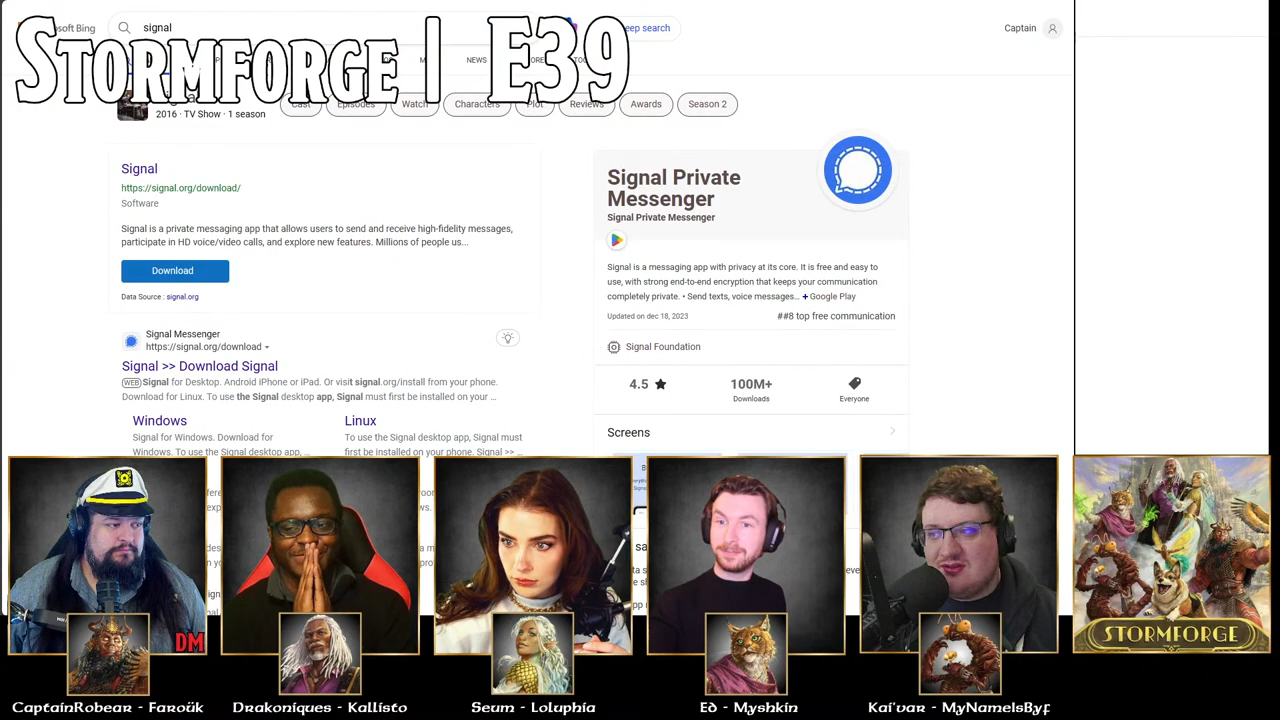 Stormforge | E39
signal
Captain
NEWS
Cast
Episodes
Watch
Characters
Plot
Reviews
Awards
Season 2
2016 · TV Show · 1 season
Signal
https://signal.org/download/
Software
Signal is a private messaging app that allows users to send and receive high-fidelity messages,
participate in HD voice/video calls, and explore new features. Millions of people us...
Download
Data Source : signal.org
Signal Messenger
https://signal.org/download
Signal >> Download Signal
WEB Signal for Desktop. Android iPhone or iPad. Or visit signal.org/install from your phone.
Download for Linux. To use the Signal desktop app, Signal must first be installed on your ...
Windows
Signal for Windows. Download for
Windows. To use the Signal desktop app, ...
Linux
To use the Signal desktop app, Signal must
first be installed on your phone. Signal >> ...
Signal Private
Messenger
Signal Private Messenger
Signal is a messaging app with privacy at its core. It is free and easy to
use, with strong end-to-end encryption that keeps your communication
completely private. • Send texts, voice messages… + Google Play
Updated on dec 18, 2023
##8 top free communication
Signal Foundation
4.5
100M+
Downloads
Everyone
Screens
DM
STORMFORGE
CaptainRobear - Faroük
Drakoniques - Kallisto
Seum - Loluphia
Ed - Myshkin
Kai'var - MyNameIsByf